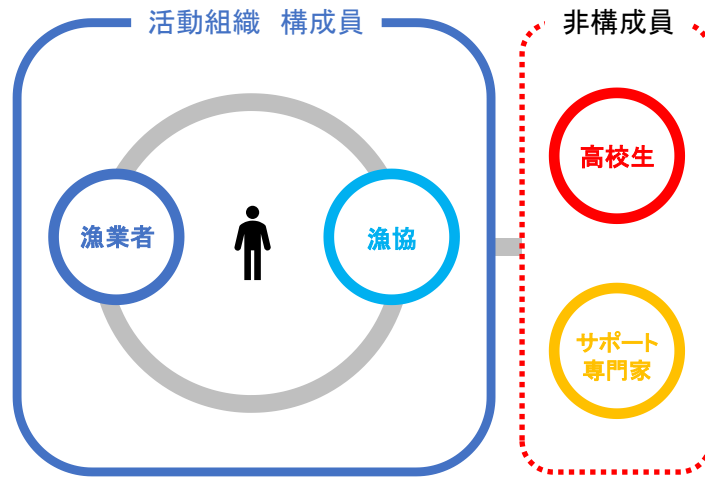 活動組織 構成員
非構成員
高校生
漁業者
漁協
サポート
専門家